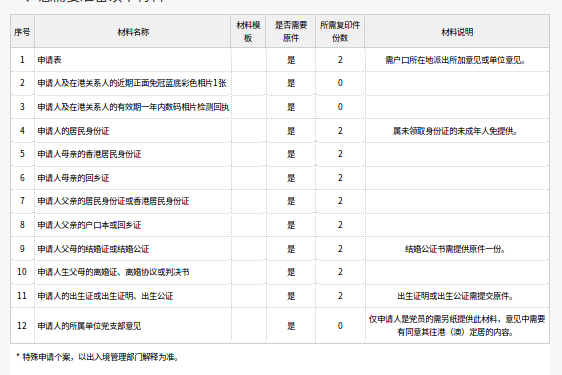 序号 材料名称 材料模板 是否需要原件 所需复印件份数 材料说明
1 申请表 是 2 需户口所在地派出所加意见或单位意见。
2 申请人及在港关系人的近期正面免冠蓝底彩色相片1张 是 0
3 申请人及在港关系人的有效期一年内数码相片检测回执 是 0
4 申请人的居民身份证 是 2 属未领取身份证的未成年人免提供。
5 申请人母亲的香港居民身份证 是 2
6 申请人母亲的回乡证 是 2
7 申请人父亲的居民身份证或香港居民身份证 是 2
8 申请人父亲的户口本或回乡证 是 2
9 申请人父母的结婚证或结婚公证 是 2 结婚公证书需提供原件一份。
10 申请人生父母的离婚证、离婚协议或判决书 是 2
11 申请人的出生证或出生证明、出生公证 是 2 出生证明或出生公证需提交原件。
12 申请人的所属单位党支部意见 是 0 仅申请人是党员的需另纸提供此材料，意见中需要
有同意其往港（澳）定居的内容。
* 特殊申请个案，以出入境管理部门解释为准。